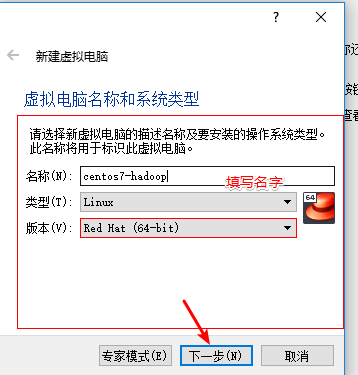 ?
新建虚拟电脑
虚拟电脑名称和系统类型
请选择新虚拟电脑的描述名称及要安装的操作系统类型。
此名称将用于标识此虚拟电脑。
名称(N): centos7-hadoop 填写名字
类型(T): Linux
64
版本(V): Red Hat (64-bit)
专家模式(E) 下一步(N) 取消
按钮
查看